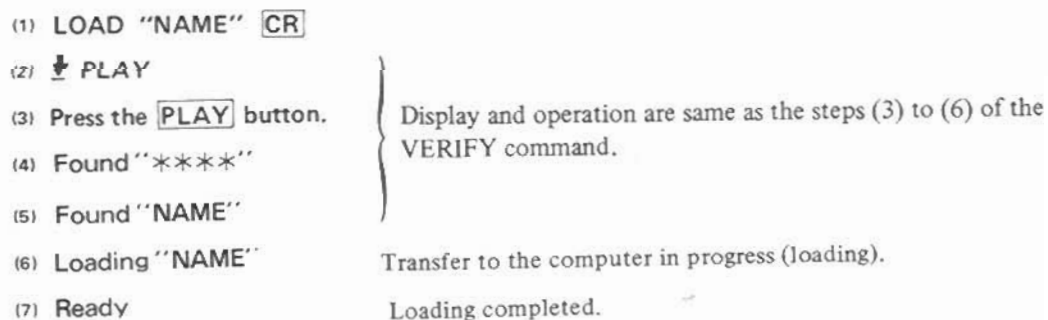 (1) LOAD "NAME" CR
(2) ⬇ PLAY
(3) Press the PLAY button.
(4) Found "****"
(5) Found "NAME"
Display and operation are same as the steps (3) to (6) of the
VERIFY command.
(6) Loading "NAME" Transfer to the computer in progress (loading).
(7) Ready Loading completed.